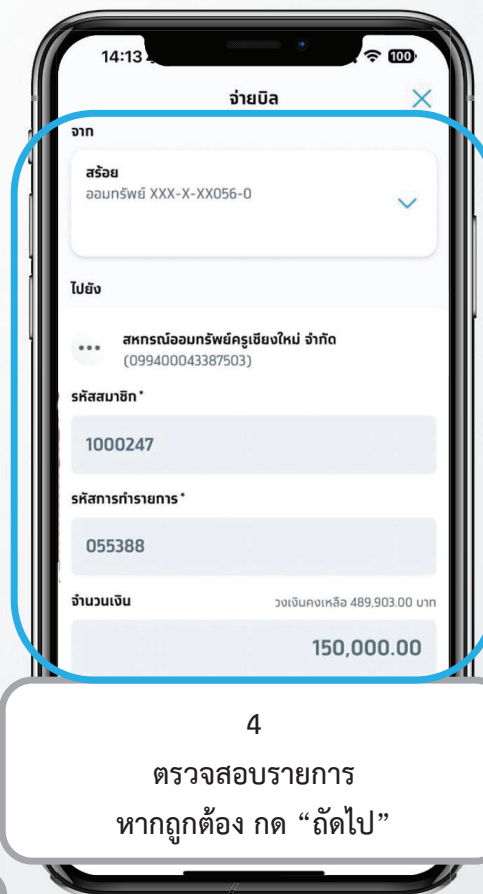 14:13
100
จ่ายบิล
จาก
สร้อย
ออมทรัพย์ XXX-X-XX056-0
ไปยัง
สหกรณ์ออมทรัพย์ครูเชียงใหม่ จำกัด
(099400043387503)
รหัสสมาชิก*
1000247
รหัสการทำรายการ*
055388
จำนวนเงิน วงเงินคงเหลือ 489,903.00 บาท
150,000.00
4
ตรวจสอบรายการ
หากถูกต้อง กด “ถัดไป”